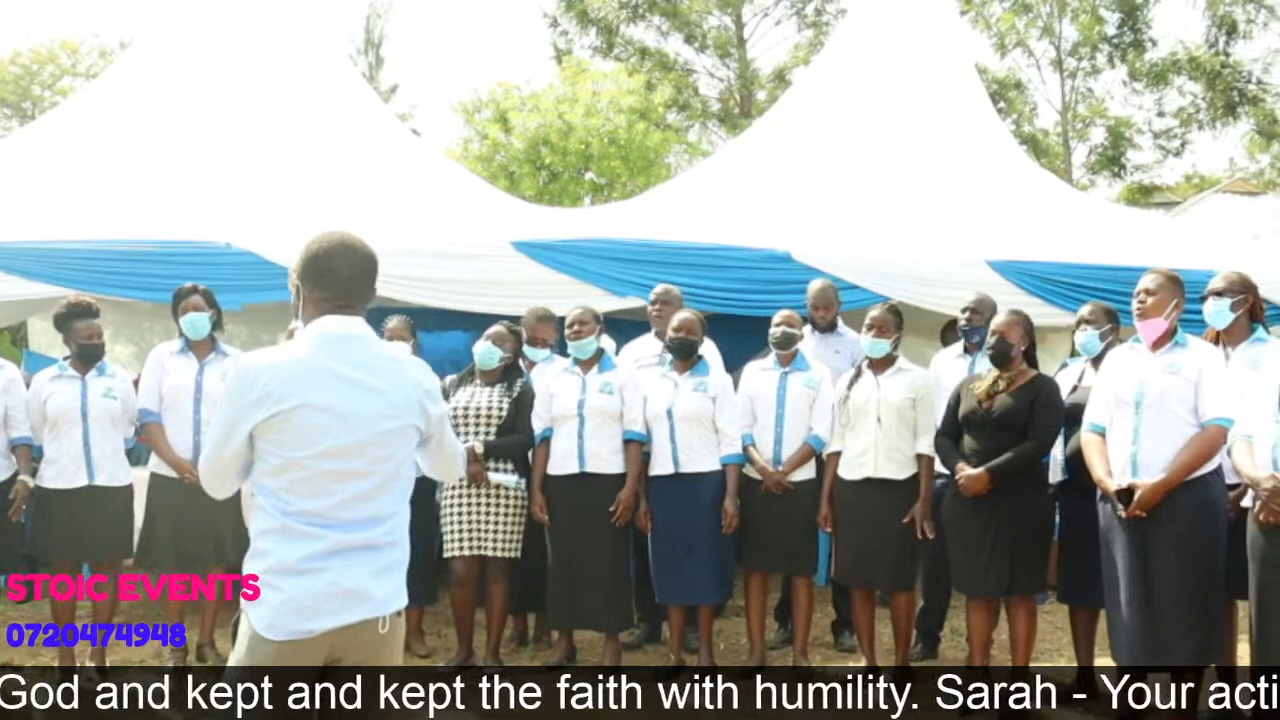 STOIC EVENTS
0720474948
God and kept and kept the faith with humility. Sarah - Your acti